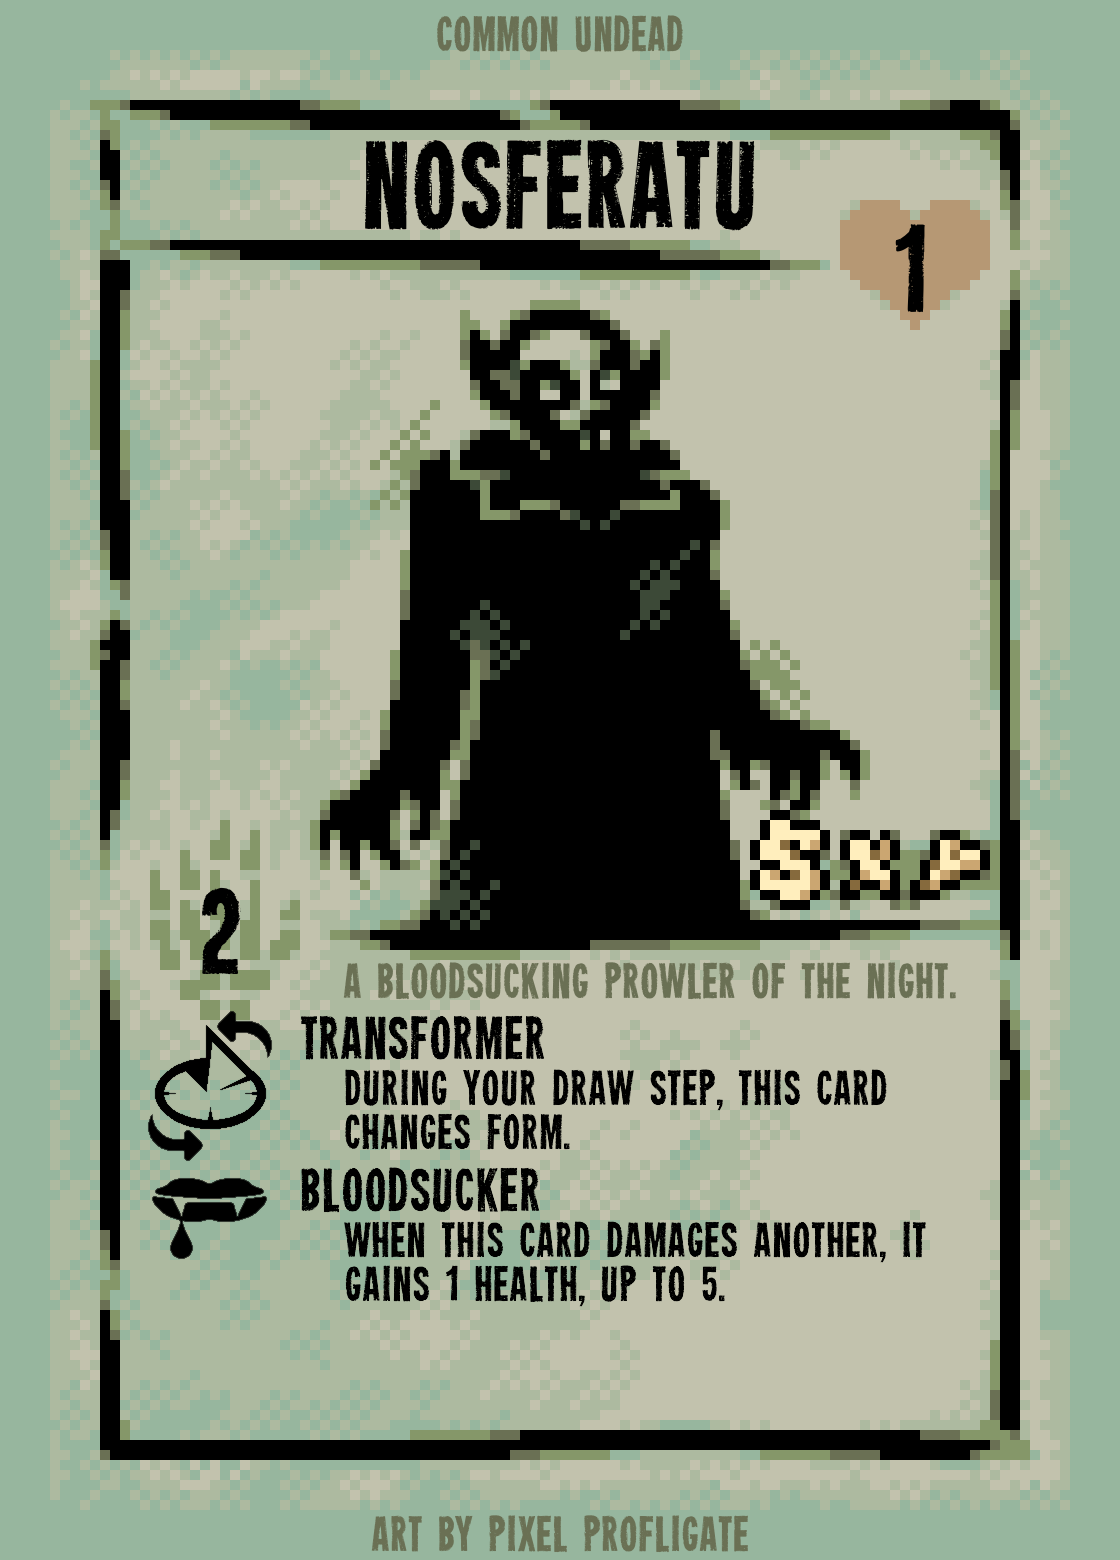 COMMON UNDEAD
NOSFERATU
1
2
A BLOODSUCKING PROWLER OF THE NIGHT.
TRANSFORMER
DURING YOUR DRAW STEP, THIS CARD
CHANGES FORM.
BLOODSUCKER
WHEN THIS CARD DAMAGES ANOTHER, IT
GAINS 1 HEALTH, UP TO 5.
ART BY PIXEL PROFLIGATE